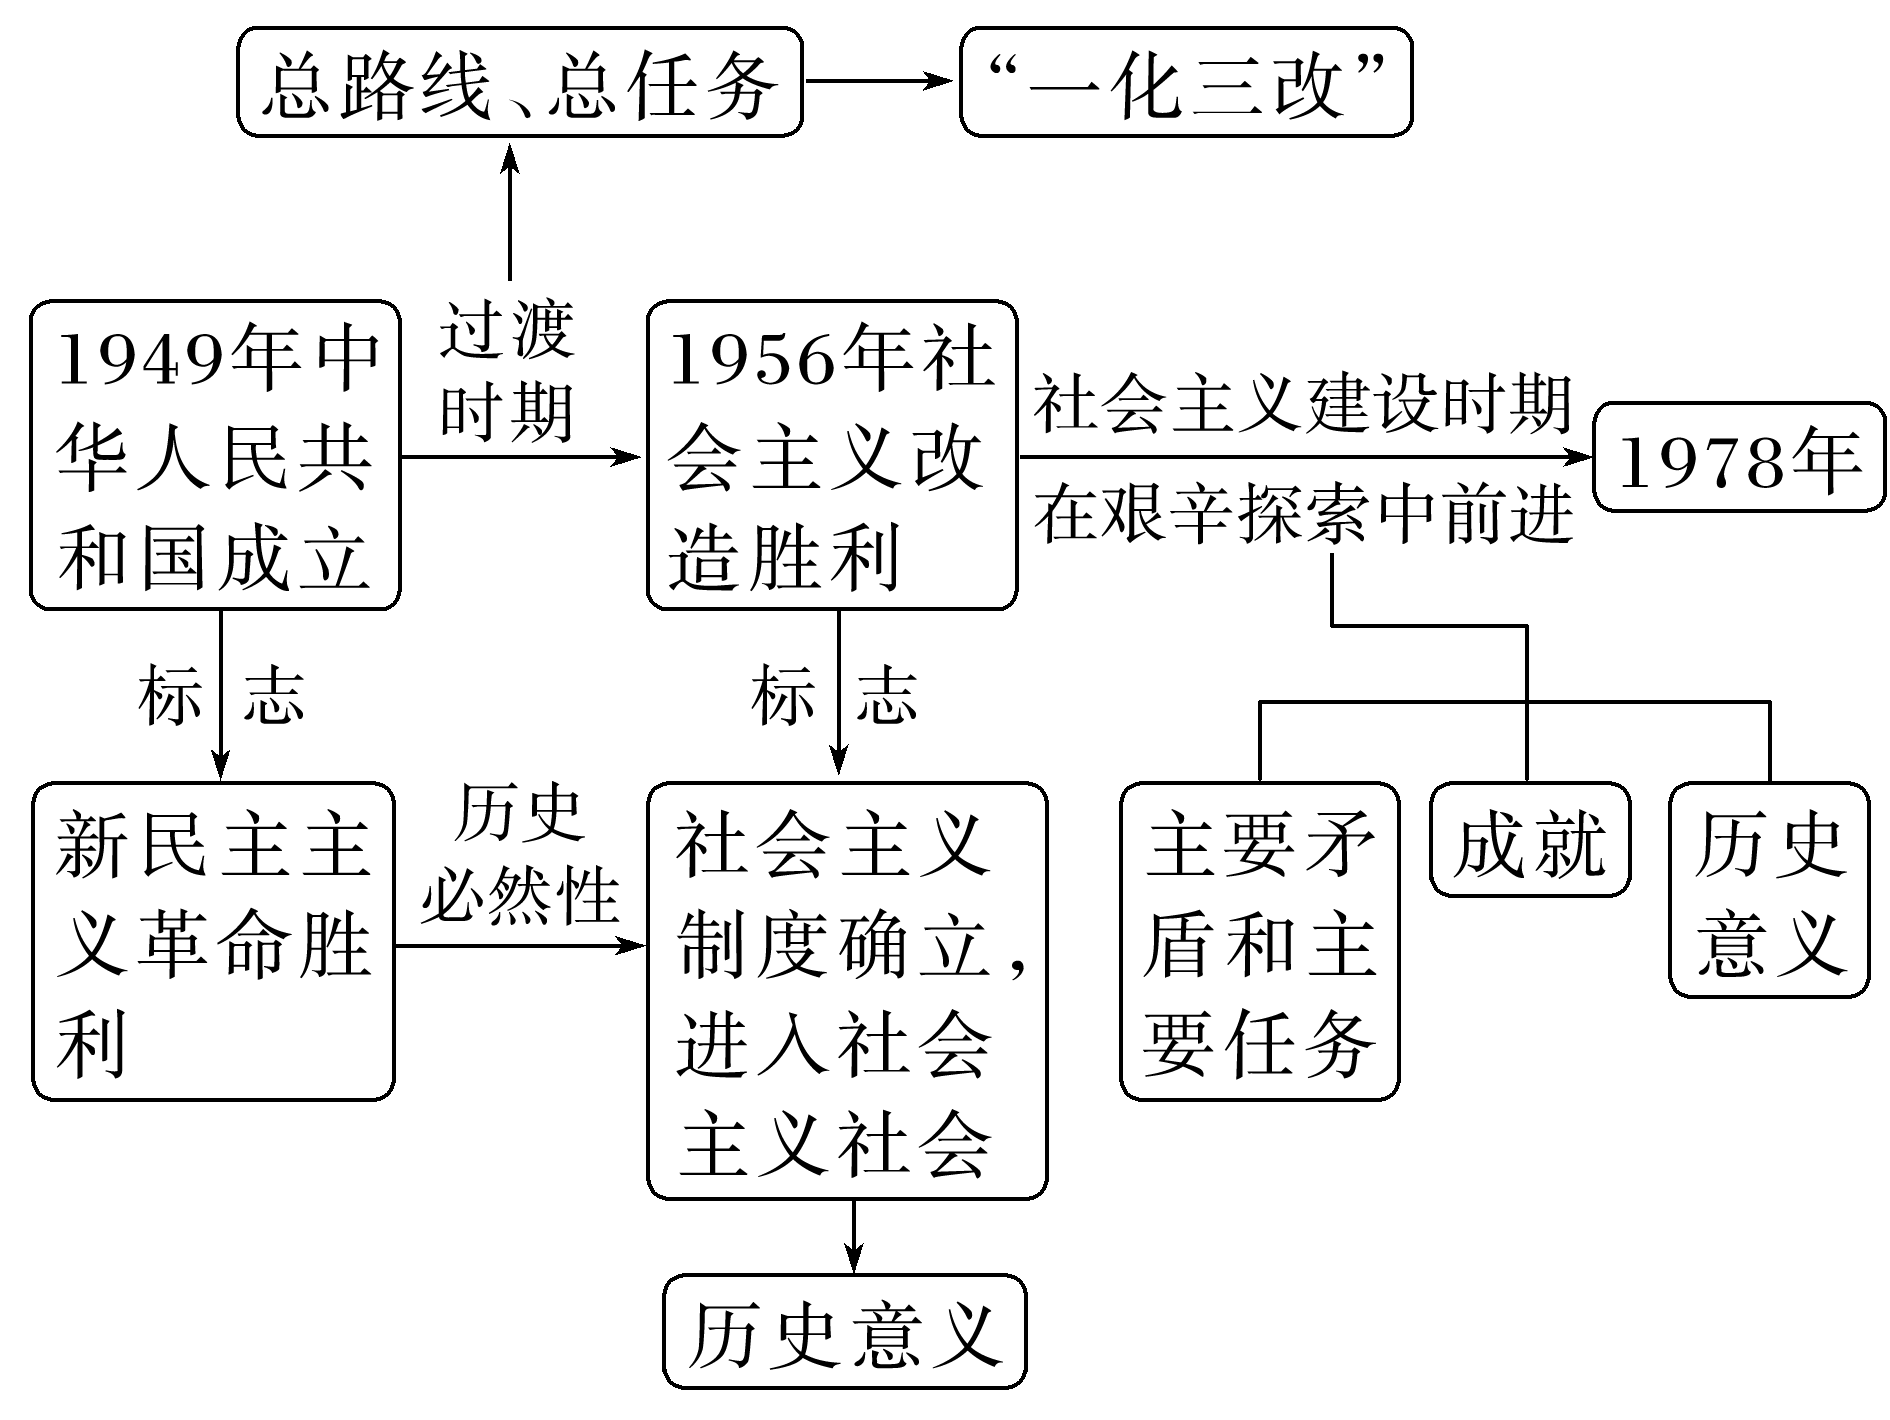 总路线、总任务
“一化三改”
过渡
时期
1949年中
华人民共
和国成立
1956年社
会主义改
造胜利
社会主义建设时期
在艰辛探索中前进
1978年
标 志
标 志
新民主主
义革命胜
利
历史
必然性
社会主义
制度确立，
进入社会
主义社会
主要矛
盾和主
要任务
成就
历史
意义
历史意义